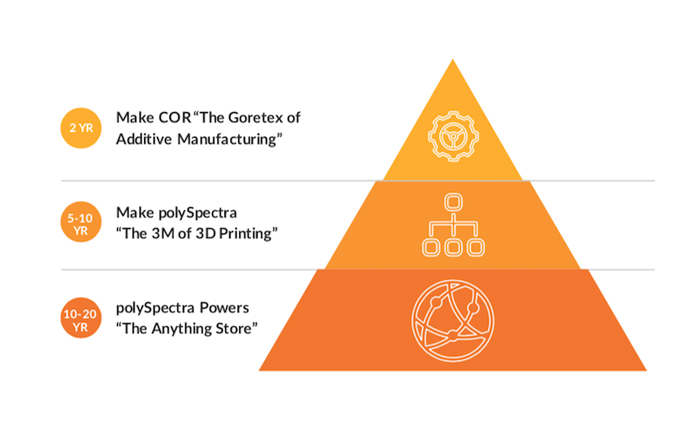 2 YR
Make COR “The Goretex of
Additive Manufacturing”
5-10
YR
Make polySpectra
“The 3M of 3D Printing”
10-20
YR
polySpectra Powers
“The Anything Store”